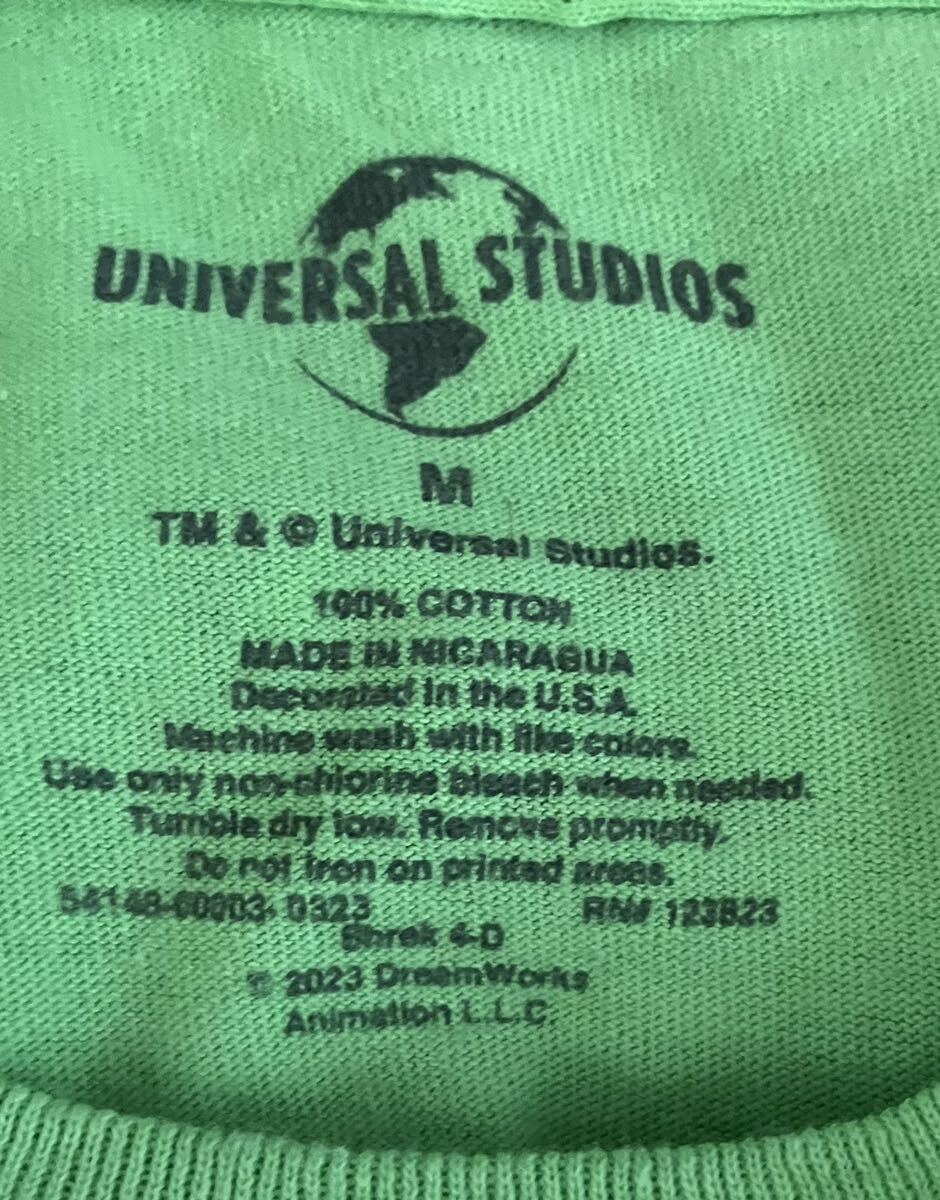 UNIVERSAL STUDIOS
M
TM & © Universal Studios.
100% COTTON
MADE IN NICARAGUA
Decorated in the U.S.A.
Machine wash with like colors.
Use only non-chlorine bleach when needed.
Tumble dry low. Remove promptly.
Do not iron on printed areas.
0323 RN#
Shrek 4-D
© 2023 DreamWorks
Animation L.L.C.